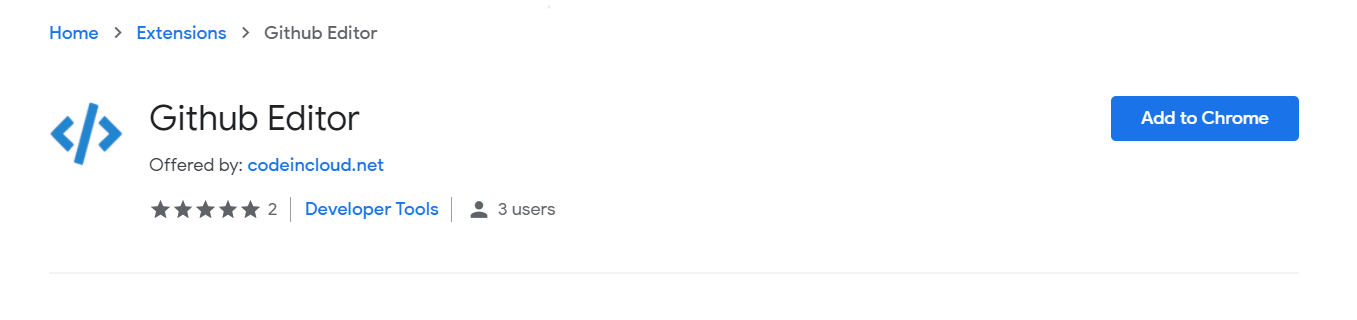 Home > Extensions > Github Editor
Github Editor
Add to Chrome
Offered by: codeincloud.net
2 Developer Tools 3 users